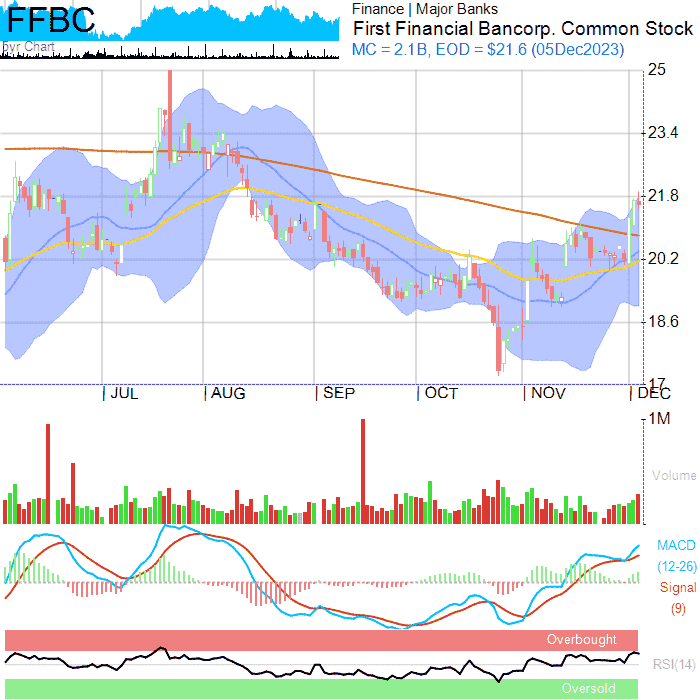 FFBC
5yr Chart
Finance | Major Banks
First Financial Bancorp. Common Stock
MC = 2.1B, EOD = $21.6 (05Dec2023)
25
23.4
21.8
20.2
18.6
17
JUL AUG SEP OCT NOV DEC
1M
Volume
MACD
(12-26)
Signal
(9)
Overbought
RSI(14)
Oversold